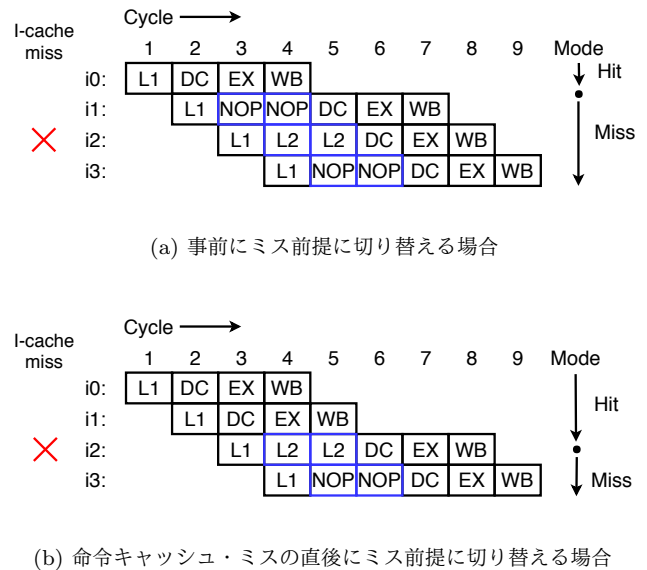 Cycle
I-cache miss
1 2 3 4 5 6 7 8 9 Mode
i0: L1 DC EX WB
Hit
i1: L1 NOP NOP DC EX WB
i2: L1 L2 L2 DC EX WB
Miss
i3: L1 NOP NOP DC EX WB
(a) 事前にミス前提に切り替える場合
Cycle
I-cache miss
1 2 3 4 5 6 7 8 9 Mode
i0: L1 DC EX WB
Hit
i1: L1 DC EX WB
i2: L1 L2 L2 DC EX WB
i3: L1 NOP NOP DC EX WB
Miss
(b) 命令キャッシュ・ミスの直後にミス前提に切り替える場合